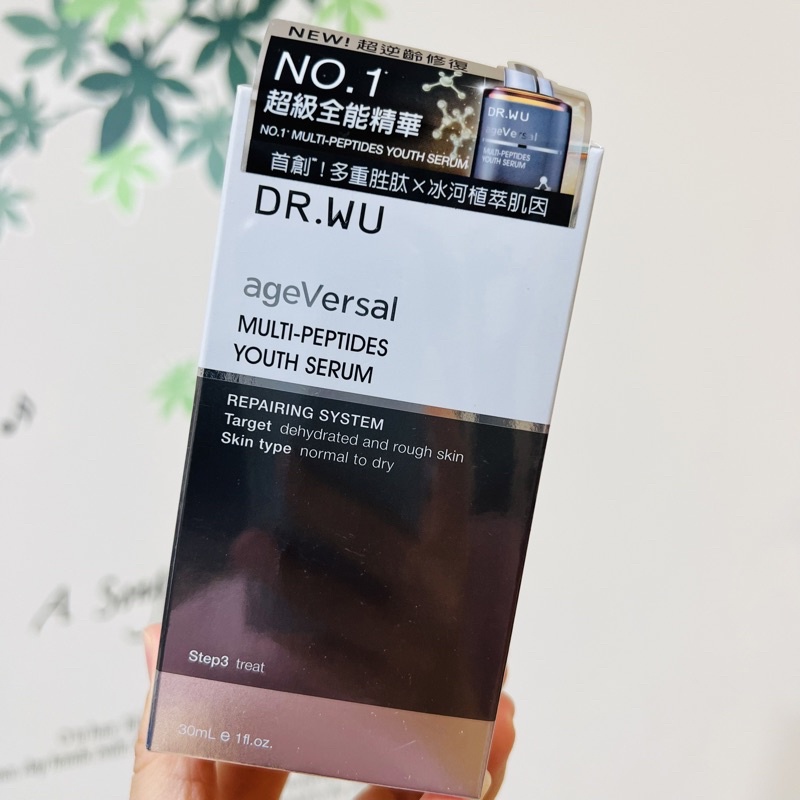 NEW! 超逆齡修復
NO.1*
超級全能精華
NO.1* MULTI-PEPTIDES YOUTH SERUM
首創*！多重胜肽×冰河植萃肌因
DR.WU
ageVersal
MULTI-PEPTIDES
YOUTH SERUM
DR.WU
ageVersal
MULTI-PEPTIDES
YOUTH SERUM
REPAIRING SYSTEM
Target dehydrated and rough skin
Skin type normal to dry
Step3 treat
30mL e 1fl.oz.